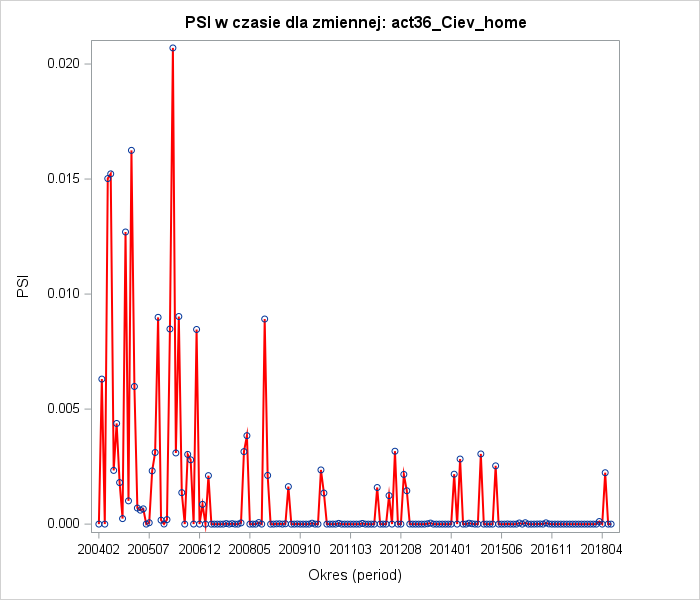 PSI w czasie dla zmiennej: act36_Ciev_home
0.020
0.015
0.010
0.005
0.000
PSI
200402 200507 200612 200805 200910 201103 201208 201401 201506 201611 201804
Okres (period)